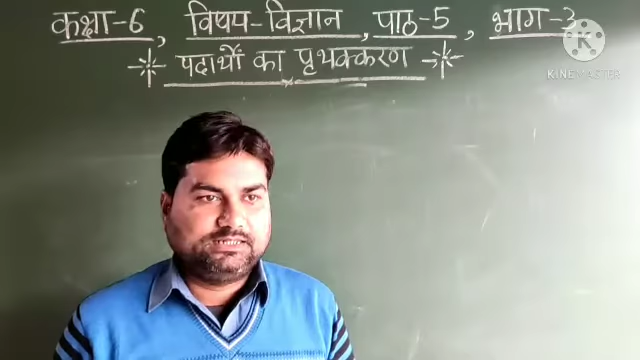 कक्षा-6, विषय-विज्ञान, पाठ-5, भाग-3
पदार्थों का पृथक्करण
KINEMASTER